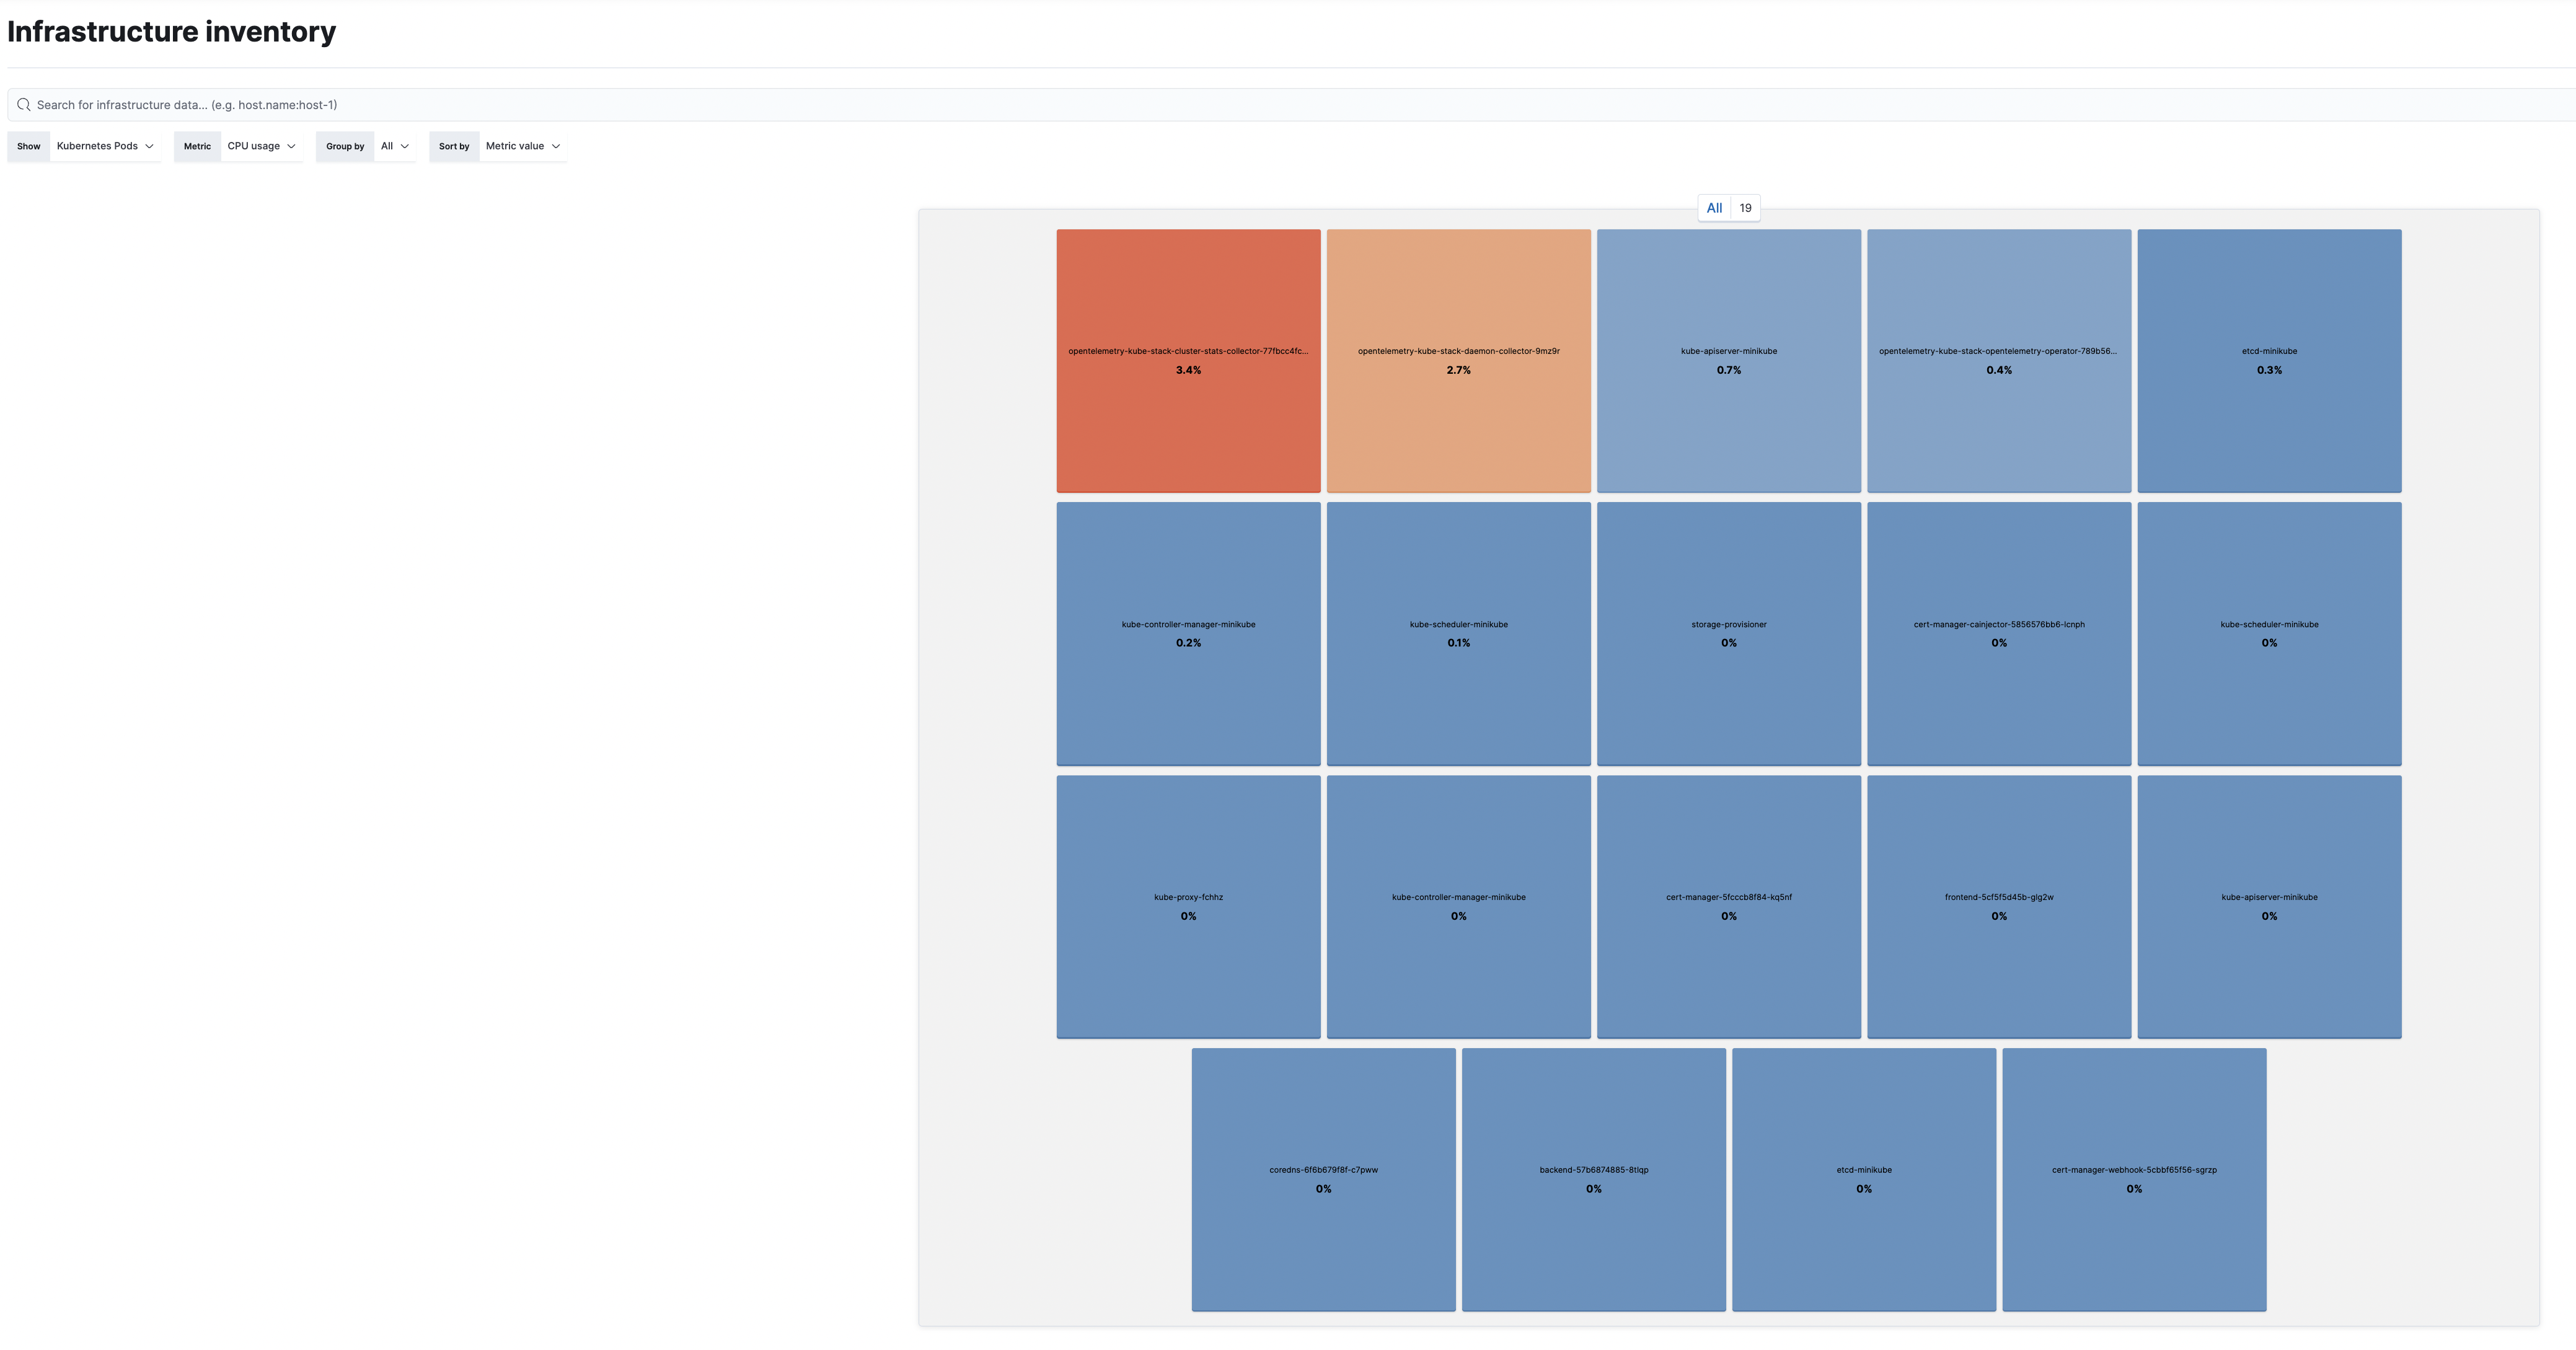 Infrastructure inventory
Search for infrastructure data... (e.g. host.name:host-1)
Show Kubernetes Pods Metric CPU usage Group by All Sort by Metric value
All 19
opentelemetry-kube-stack-cluster-stats-collector-77fbcc4fc...
3.4%
opentelemetry-kube-stack-daemon-collector-9mz9r
2.7%
kube-apiserver-minikube
0.7%
opentelemetry-kube-stack-opentelemetry-operator-789b56...
0.4%
etcd-minikube
0.3%
kube-controller-manager-minikube
0.2%
kube-scheduler-minikube
0.1%
storage-provisioner
0%
cert-manager-cainjector-5856576bb6-lcnph
0%
kube-scheduler-minikube
0%
kube-proxy-fchhz
0%
kube-controller-manager-minikube
0%
cert-manager-5fcccb8f84-kq5nf
0%
frontend-5cf5f5d45b-glg2w
0%
kube-apiserver-minikube
0%
coredns-6f6b679f8f-c7pww
0%
backend-57b6874885-8tlqp
0%
etcd-minikube
0%
cert-manager-webhook-5cbbf65f56-sgrzp
0%